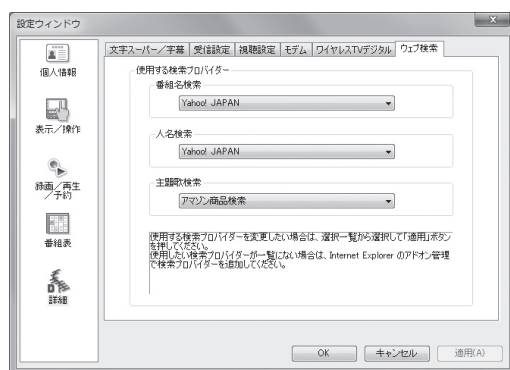 設定ウィンドウ
文字スーパー／字幕 受信設定 視聴設定 モデム ワイヤレスTVデジタル ウェブ検索
個人情報
表示／操作
録画／再生
／予約
番組表
詳細
使用する検索プロバイダー
番組名検索
Yahoo! JAPAN
人名検索
Yahoo! JAPAN
主題歌検索
アマゾン商品検索
使用する検索プロバイダーを変更したい場合は、選択一覧から選択して「適用」ボタン
を押してください。
使用したい検索プロバイダーが一覧にない場合は、Internet Explorer のアドオン管理
で検索プロバイダーを追加してください。
OK キャンセル 適用(A)